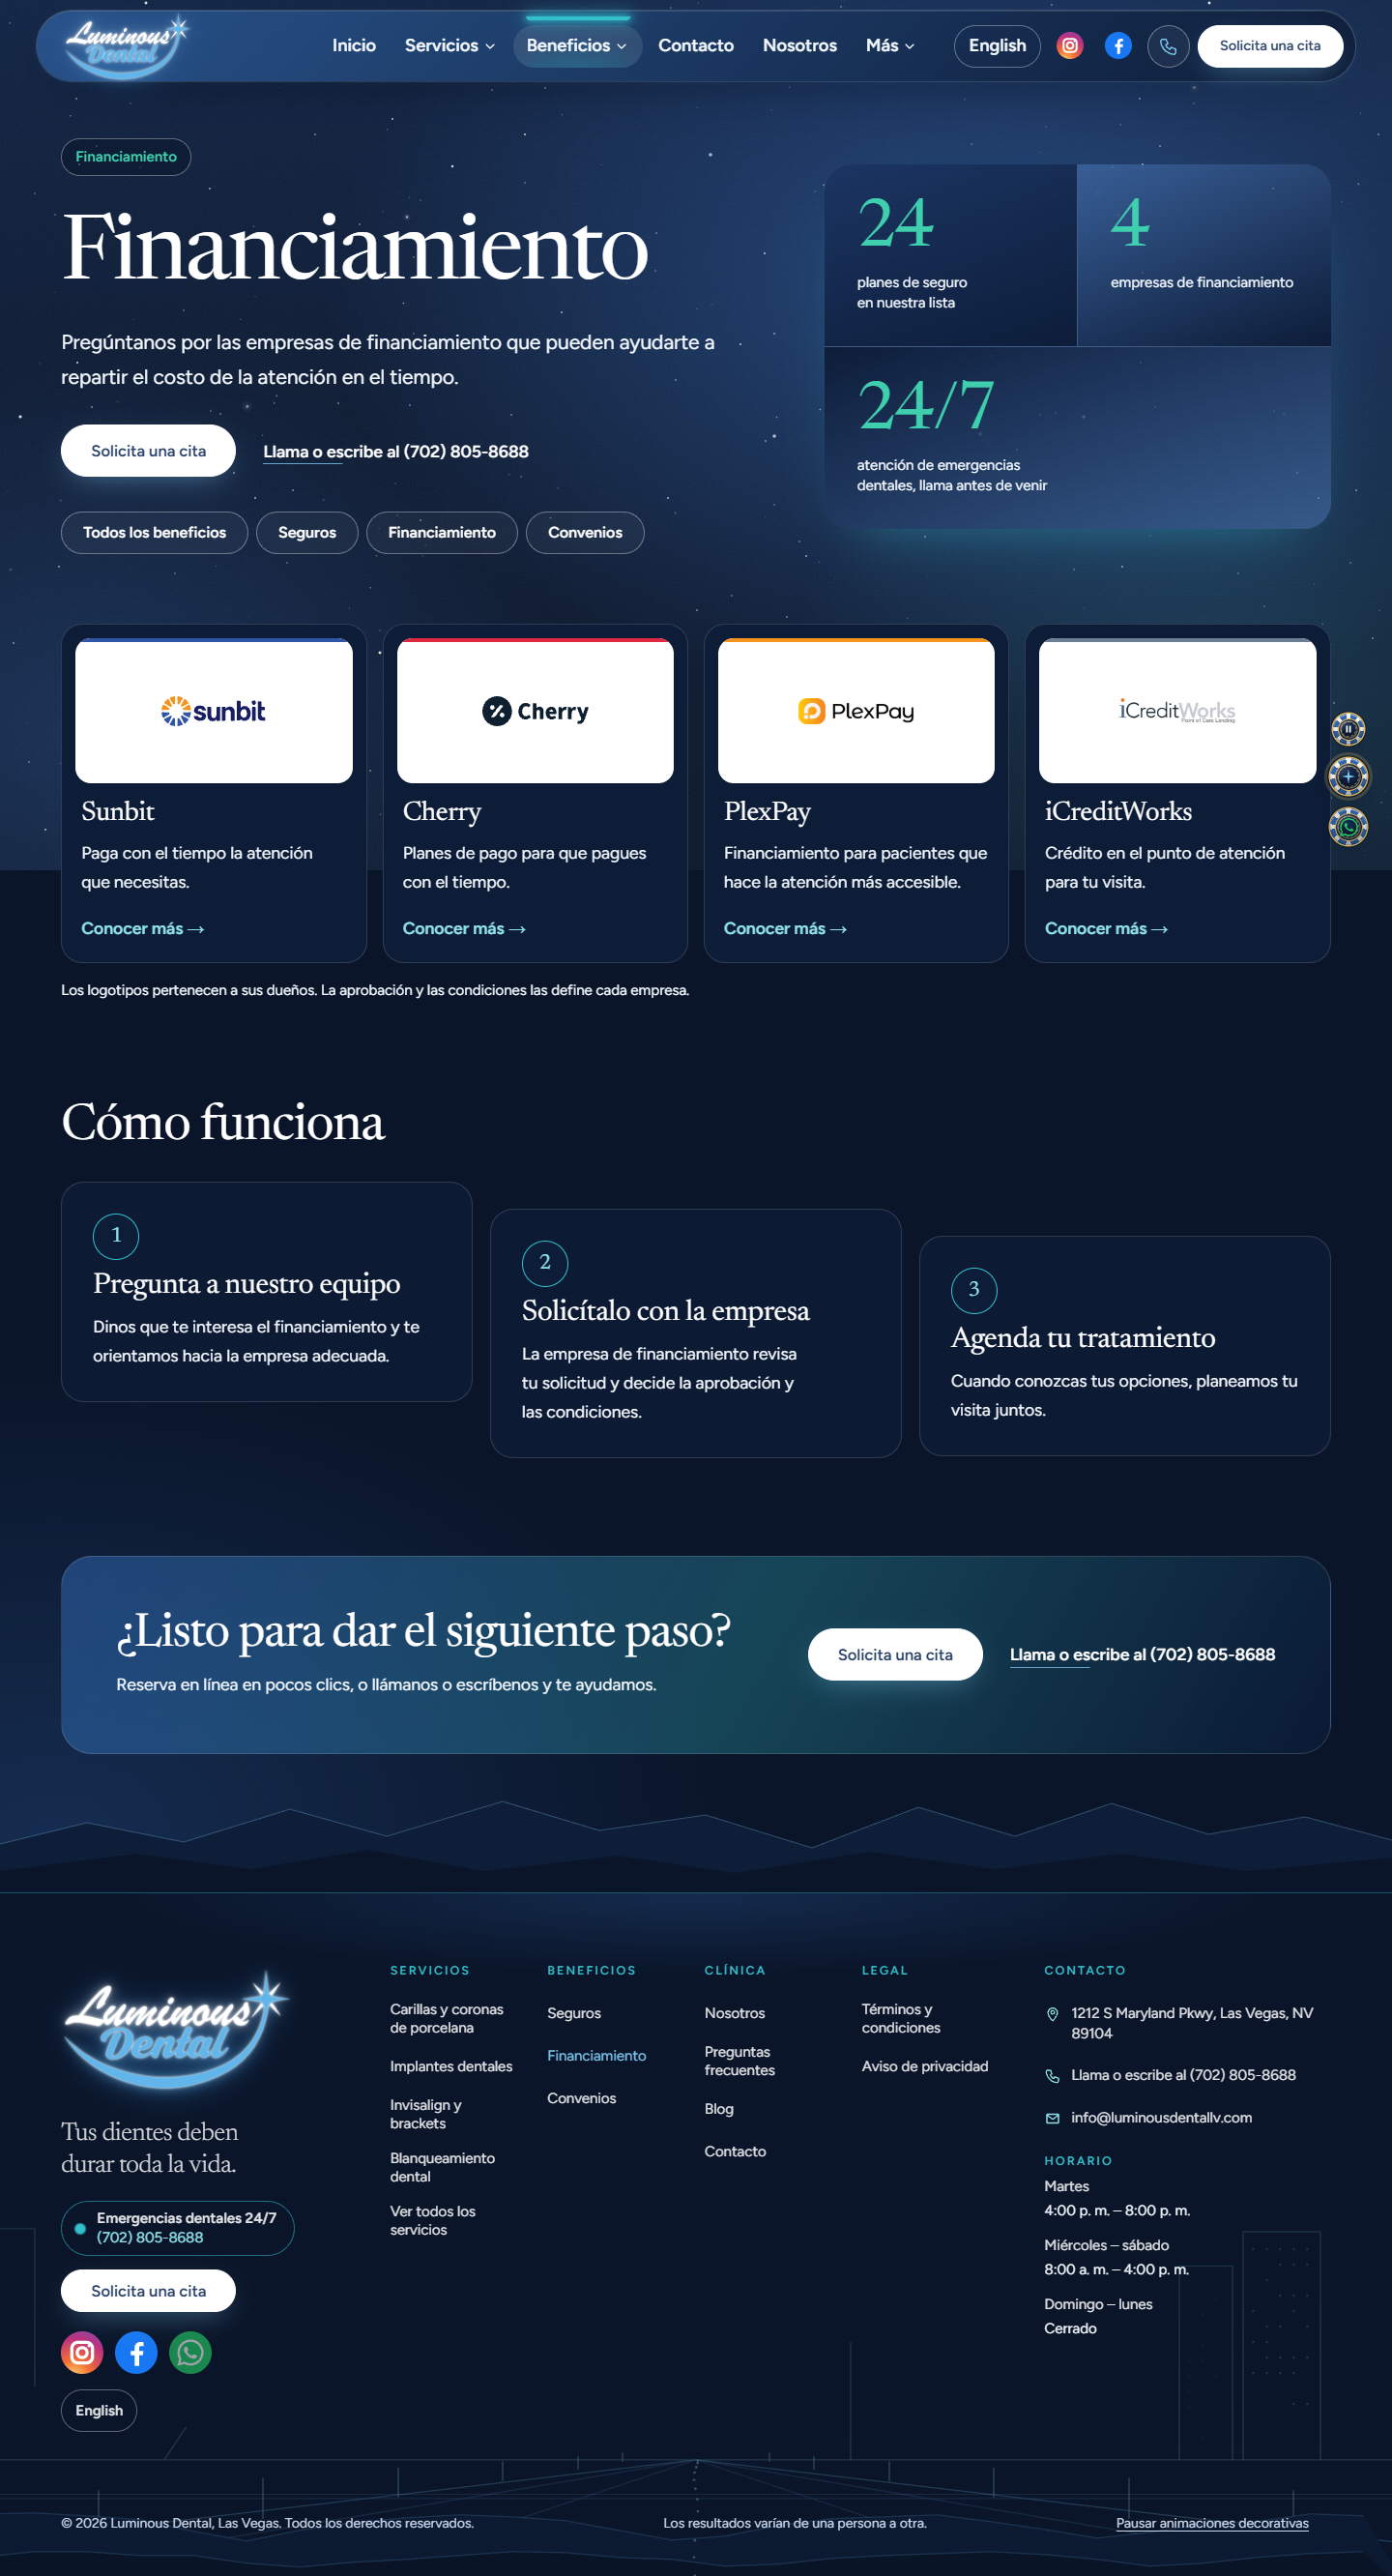 Luminous
Dental
Inicio
Servicios
Beneficios
Contacto
Nosotros
Más
English
Solicita una cita
Financiamiento
Financiamiento
Pregúntanos por las empresas de financiamiento que pueden ayudarte a
repartir el costo de la atención en el tiempo.
Solicita una cita
Llama o escribe al (702) 805-8688
Todos los beneficios
Seguros
Financiamiento
Convenios
24
planes de seguro
en nuestra lista
4
empresas de financiamiento
24/7
atención de emergencias
dentales, llama antes de venir
sunbit
Sunbit
Paga con el tiempo la atención
que necesitas.
Conocer más →
Cherry
Cherry
Planes de pago para que pagues
con el tiempo.
Conocer más →
PlexPay
PlexPay
Financiamiento para pacientes que
hace la atención más accesible.
Conocer más →
iCreditWorks
Point of Care Lending
iCreditWorks
Crédito en el punto de atención
para tu visita.
Conocer más →
Los logotipos pertenecen a sus dueños. La aprobación y las condiciones las define cada empresa.
Cómo funciona
1
Pregunta a nuestro equipo
Dinos que te interesa el financiamiento y te
orientamos hacia la empresa adecuada.
2
Solicítalo con la empresa
La empresa de financiamiento revisa
tu solicitud y decide la aprobación y
las condiciones.
3
Agenda tu tratamiento
Cuando conozcas tus opciones, planeamos tu
visita juntos.
¿Listo para dar el siguiente paso?
Reserva en línea en pocos clics, o llámanos o escríbenos y te ayudamos.
Solicita una cita
Llama o escribe al (702) 805-8688
Luminous
Dental
Tus dientes deben
durar toda la vida.
Emergencias dentales 24/7
(702) 805-8688
Solicita una cita
English
SERVICIOS
Carillas y coronas
de porcelana
Implantes dentales
Invisalign y
brackets
Blanqueamiento
dental
Ver todos los
servicios
BENEFICIOS
Seguros
Financiamiento
Convenios
CLÍNICA
Nosotros
Preguntas
frecuentes
Blog
Contacto
LEGAL
Términos y
condiciones
Aviso de privacidad
CONTACTO
1212 S Maryland Pkwy, Las Vegas, NV
89104
Llama o escribe al (702) 805-8688
info@luminousdentallv.com
HORARIO
Martes
4:00 p. m. – 8:00 p. m.
Miércoles – sábado
8:00 a. m. – 4:00 p. m.
Domingo – lunes
Cerrado
© 2026 Luminous Dental, Las Vegas. Todos los derechos reservados.
Los resultados varían de una persona a otra.
Pausar animaciones decorativas